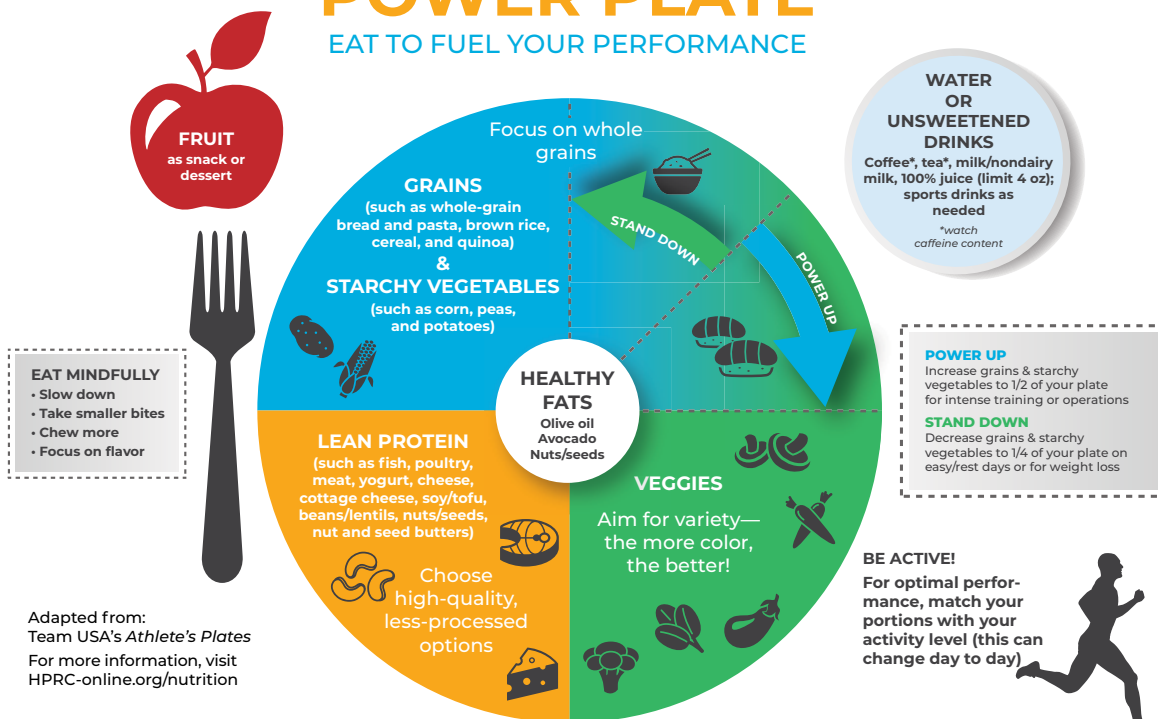 POWER PLATE
EAT TO FUEL YOUR PERFORMANCE
FRUIT
as snack or
dessert
WATER
OR
UNSWEETENED
DRINKS
Coffee*, tea*, milk/nondairy
milk, 100% juice (limit 4 oz);
sports drinks as
needed
*watch
caffeine content
Focus on whole
grains
GRAINS
(such as whole-grain
bread and pasta, brown rice,
cereal, and quinoa)
&
STARCHY VEGETABLES
(such as corn, peas,
and potatoes)
STAND DOWN
POWER UP
EAT MINDFULLY
• Slow down
• Take smaller bites
• Chew more
• Focus on flavor
HEALTHY
FATS
Olive oil
Avocado
Nuts/seeds
POWER UP
Increase grains & starchy
vegetables to 1/2 of your plate
for intense training or operations
STAND DOWN
Decrease grains & starchy
vegetables to 1/4 of your plate on
easy/rest days or for weight loss
LEAN PROTEIN
(such as fish, poultry,
meat, yogurt, cheese,
cottage cheese, soy/tofu,
beans/lentils, nuts/seeds,
nut and seed butters)
Choose
high-quality,
less-processed
options
VEGGIES
Aim for variety—
the more color,
the better!
BE ACTIVE!
For optimal perfor-
mance, match your
portions with your
activity level (this can
change day to day)
Adapted from:
Team USA's Athlete's Plates
For more information, visit
HPRC-online.org/nutrition